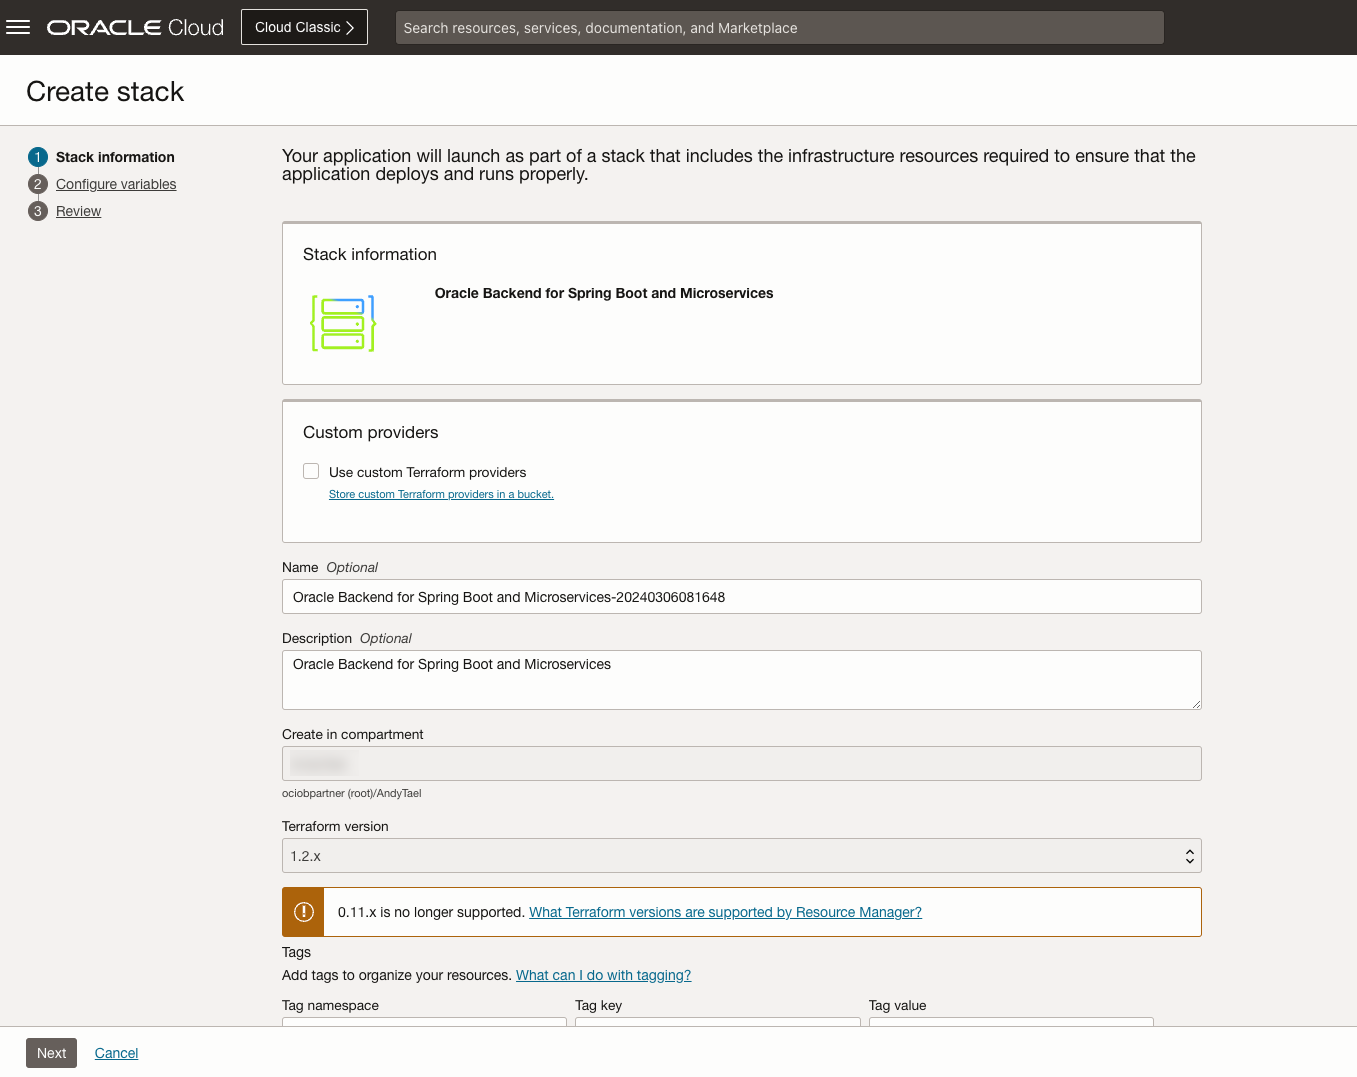 ORACLE Cloud
Cloud Classic
Search resources, services, documentation, and Marketplace
Create stack
1 Stack information
2 Configure variables
3 Review
Your application will launch as part of a stack that includes the infrastructure resources required to ensure that the
application deploys and runs properly.
Stack information
Oracle Backend for Spring Boot and Microservices
Custom providers
Use custom Terraform providers
Store custom Terraform providers in a bucket.
Name Optional
Oracle Backend for Spring Boot and Microservices-20240306081648
Description Optional
Oracle Backend for Spring Boot and Microservices
Create in compartment
ociobpartner (root)/AndyTael
Terraform version
1.2.x
0.11.x is no longer supported. What Terraform versions are supported by Resource Manager?
Tags
Add tags to organize your resources. What can I do with tagging?
Tag namespace Tag key Tag value
Next Cancel